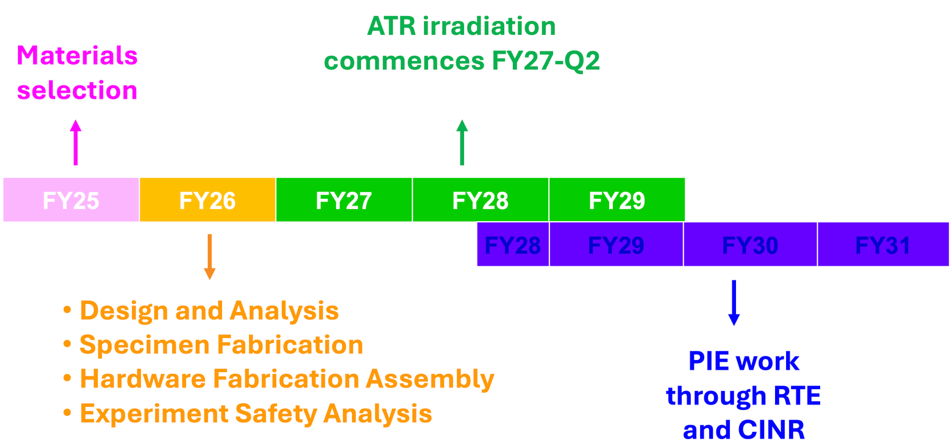 Materials
selection
ATR irradiation
commences FY27-Q2
FY25 FY26 FY27 FY28 FY29
FY28 FY29 FY30 FY31
• Design and Analysis
• Specimen Fabrication
• Hardware Fabrication Assembly
• Experiment Safety Analysis
PIE work
through RTE
and CINR